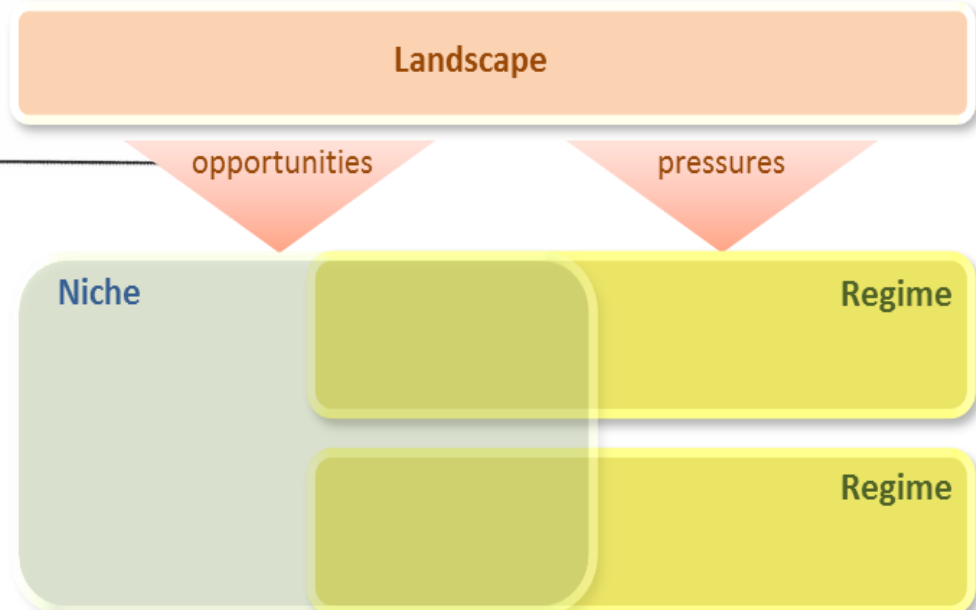 Landscape
opportunities
pressures
Niche
Regime
Regime